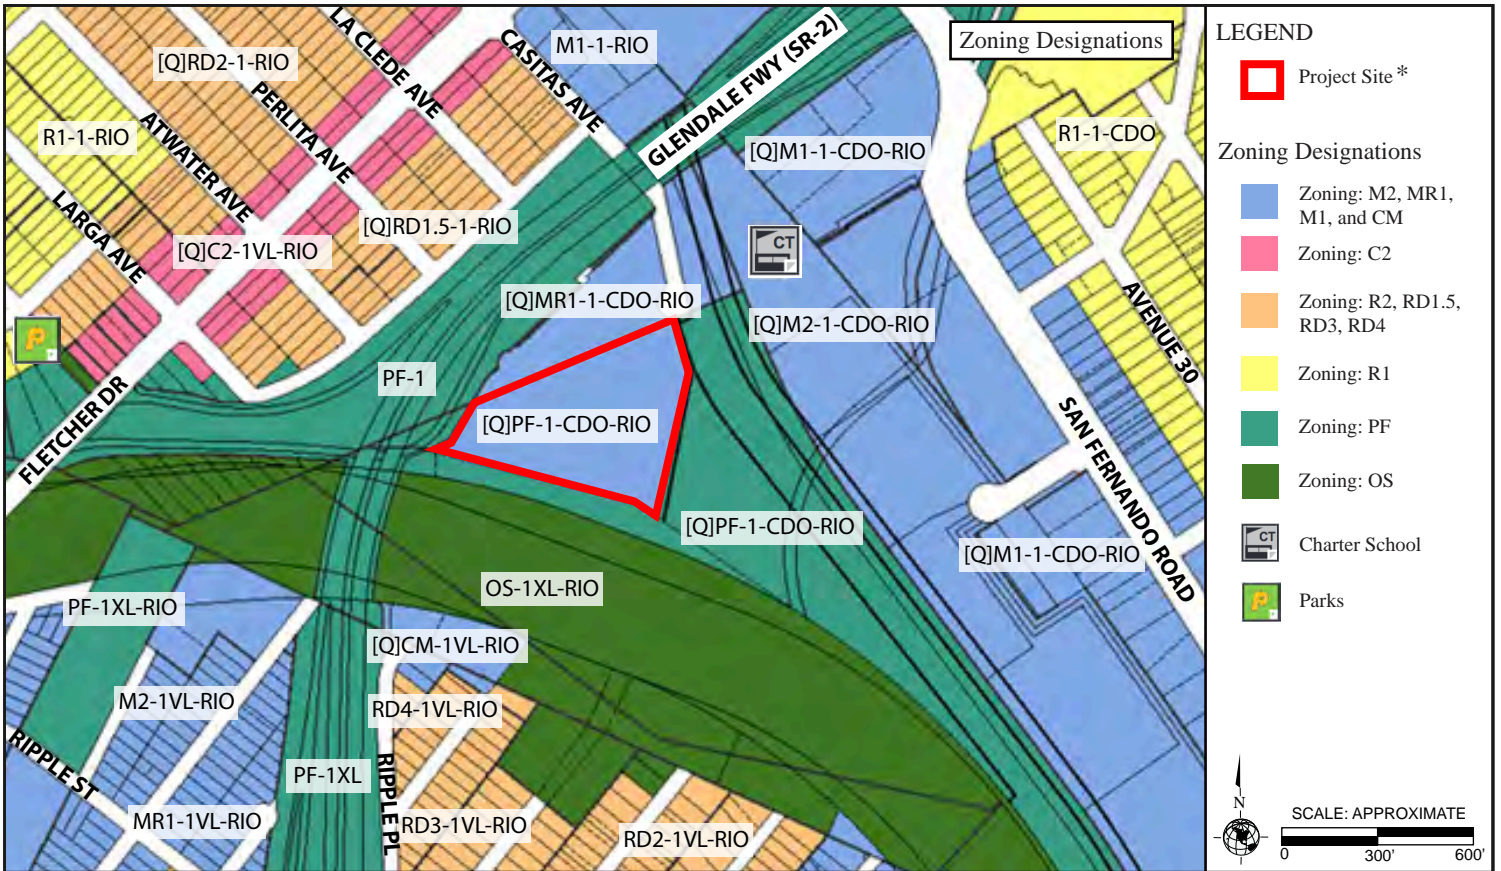 Zoning Designations
M1-1-RIO
LA CLEDE AVE
CASITAS AVE
GLENDALE FWY (SR-2)
[Q]RD2-1-RIO
PERLITA AVE
R1-1-RIO
ATWATER AVE
[Q]M1-1-CDO-RIO
R1-1-CDO
LARGA AVE
[Q]RD1.5-1-RIO
[Q]C2-1VL-RIO
CT
[Q]MR1-1-CDO-RIO
[Q]M2-1-CDO-RIO
AVENUE 30
P
PF-1
FLETCHER DR
[Q]PF-1-CDO-RIO
SAN FERNANDO ROAD
[Q]PF-1-CDO-RIO
[Q]M1-1-CDO-RIO
OS-1XL-RIO
PF-1XL-RIO
[Q]CM-1VL-RIO
M2-1VL-RIO
RD4-1VL-RIO
RIPPLE ST
PF-1XL
RIPPLE PL
MR1-1VL-RIO
RD3-1VL-RIO
RD2-1VL-RIO
LEGEND
Project Site *
Zoning Designations
Zoning: M2, MR1,
M1, and CM
Zoning: C2
Zoning: R2, RD1.5,
RD3, RD4
Zoning: R1
Zoning: PF
Zoning: OS
CT
Charter School
P
Parks
N
SCALE: APPROXIMATE
0 300' 600'